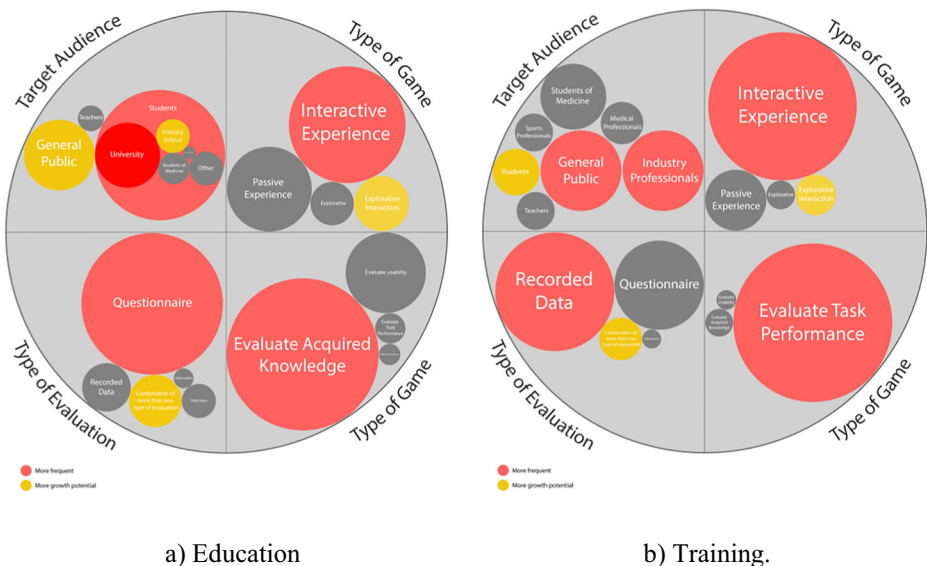 Target Audience
Type of Game
Teachers
Students
General
Public
University
Primary
School
Students of
Medicine
Other
Interactive
Experience
Passive
Experience
Explorative
Explorative
Interaction
Questionnaire
Recorded
Data
Combination of
more than one
type of evaluation
Interview
Evaluate usability
Evaluate
Task
Performance
Evaluate Acquired
Knowledge
Type of Evaluation
Type of Game
More frequent
More growth potential
a) Education
Target Audience
Type of Game
Students of
Medicine
Sports
Professionals
Medical
Professionals
Students
General
Public
Industry
Professionals
Teachers
Interactive
Experience
Passive
Experience
Explorative
Explorative
Interaction
Recorded
Data
Questionnaire
Combination of
more than one
type of evaluation
Evaluate
Usability
Evaluate
Acquired
Knowledge
Evaluate Task
Performance
Type of Evaluation
Type of Game
More frequent
More growth potential
b) Training.